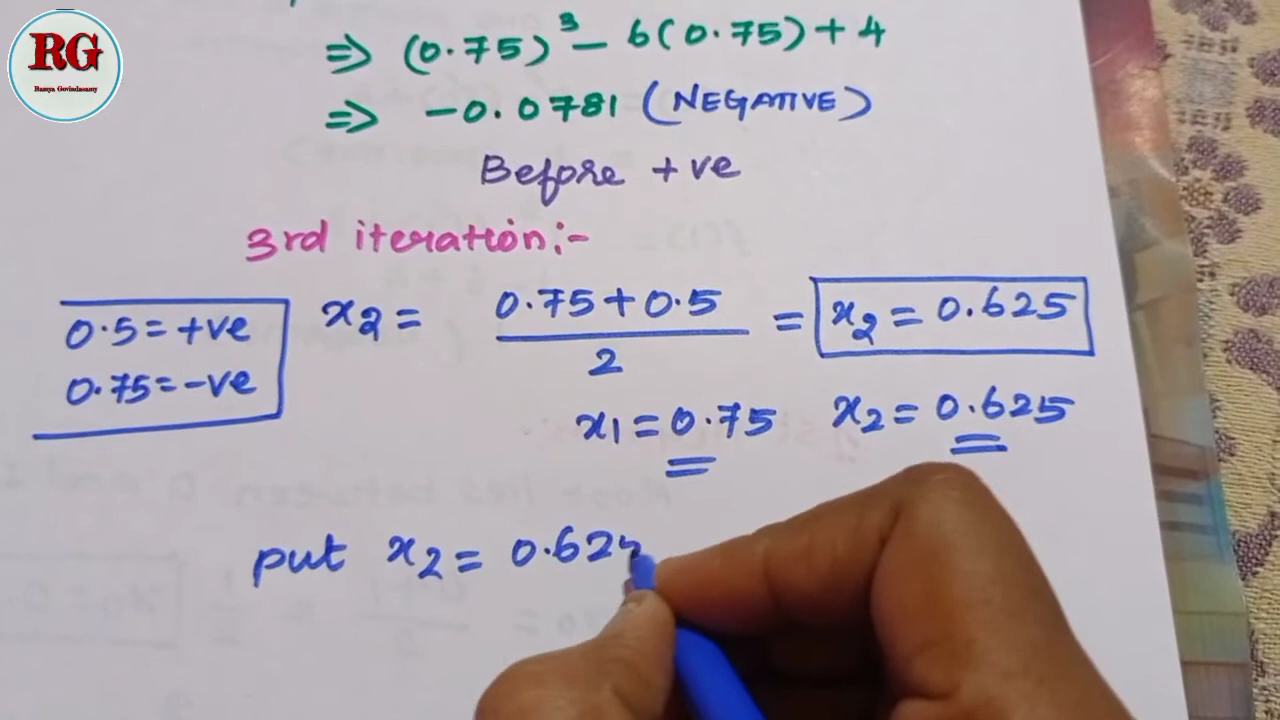 RG
Ramya Govindasamy
=> (0.75)³ - 6(0.75) + 4
=> -0.0781 (NEGATIVE)
Before +ve
3rd iteration:-
0.5 = +ve
0.75 = -ve
x2 = 0.75 + 0.5 / 2 = x2 = 0.625
x1 = 0.75 x2 = 0.625
put x2 = 0.62